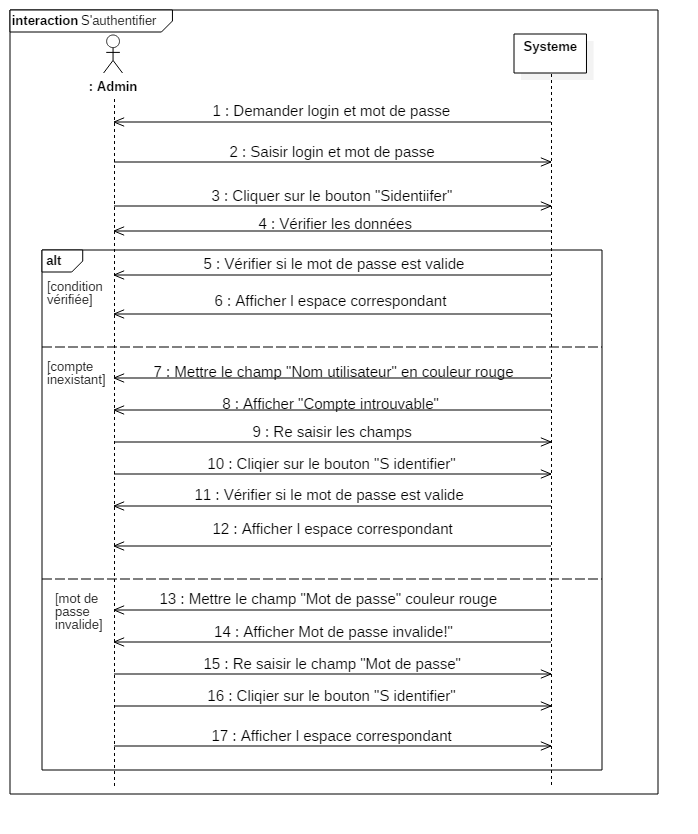 interaction S'authentifier
Systeme
: Admin
1 : Demander login et mot de passe
2 : Saisir login et mot de passe
3 : Cliquer sur le bouton "Sidentiifer"
4 : Vérifier les données
alt
5 : Vérifier si le mot de passe est valide
[condition
vérifiée]
6 : Afficher l espace correspondant
[compte
inexistant]
7 : Mettre le champ "Nom utilisateur" en couleur rouge
8 : Afficher "Compte introuvable"
9 : Re saisir les champs
10 : Cliqier sur le bouton "S identifier"
11 : Vérifier si le mot de passe est valide
12 : Afficher l espace correspondant
[mot de
passe
invalide]
13 : Mettre le champ "Mot de passe" couleur rouge
14 : Afficher Mot de passe invalide!"
15 : Re saisir le champ "Mot de passe"
16 : Cliqier sur le bouton "S identifier"
17 : Afficher l espace correspondant